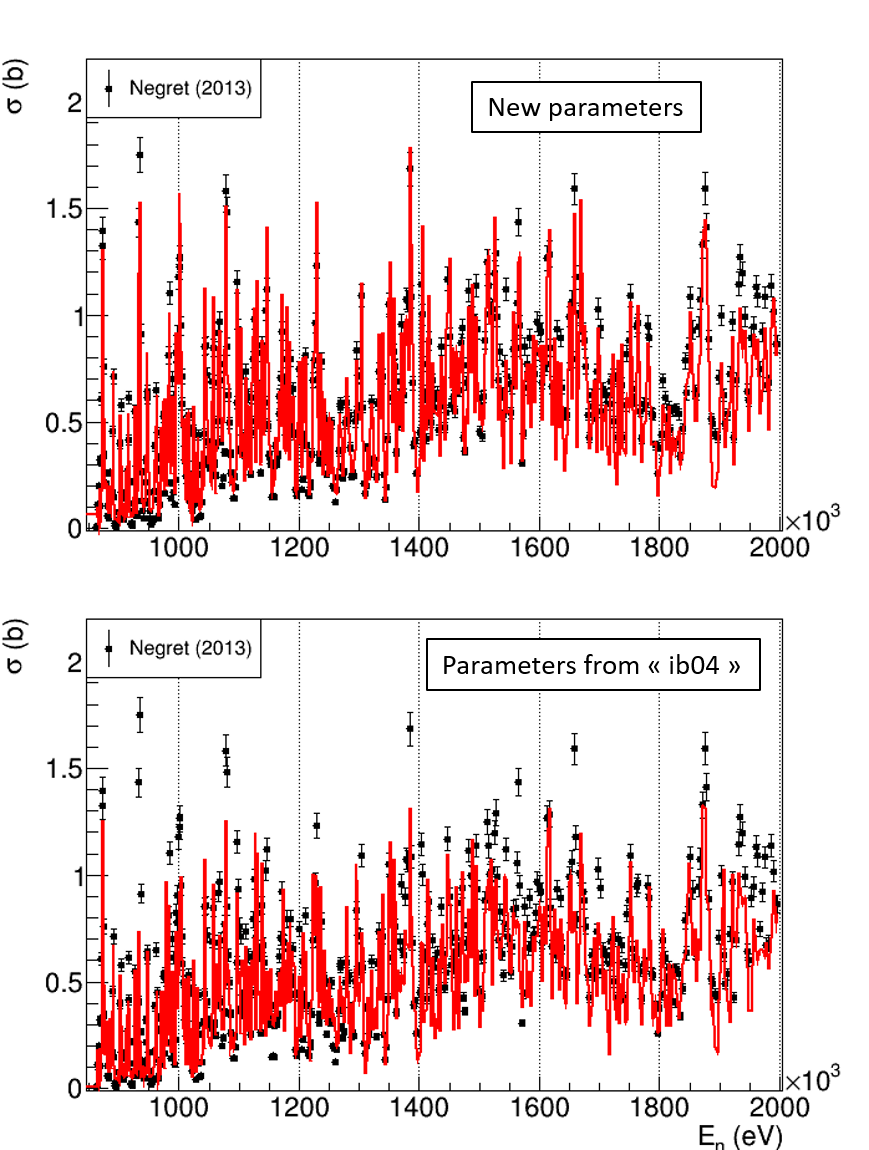 σ (b)
Negret (2013)
New parameters
2
1.5
1
0.5
0
1000 1200 1400 1600 1800 2000
×10³
σ (b)
Negret (2013)
Parameters from « ib04 »
2
1.5
1
0.5
0
1000 1200 1400 1600 1800 2000
×10³
Eₙ (eV)